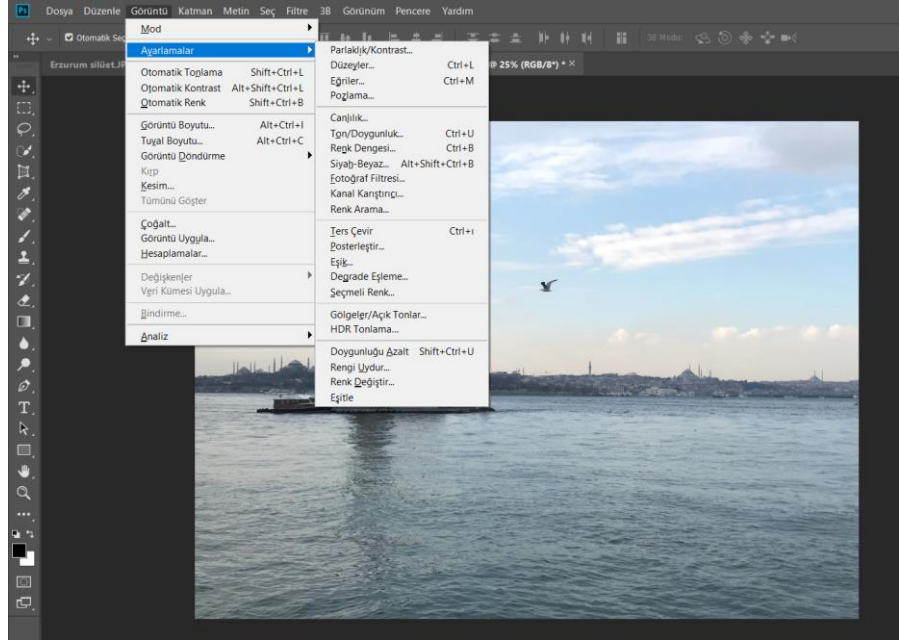 Ps Dosya Düzenle Görüntü Katman Metin Seç Filtre 3B Görünüm Pencere Yardım
Otomatik Seç 3B Modu:
Erzurum silüet.JP @ 25% (RGB/8*) * ×
Mod
Ayarlamalar
Otomatik Toplama Shift+Ctrl+L
Otomatik Kontrast Alt+Shift+Ctrl+L
Otomatik Renk Shift+Ctrl+B
Görüntü Boyutu... Alt+Ctrl+I
Tuval Boyutu... Alt+Ctrl+C
Görüntü Döndürme
Kırp
Kesim...
Tümünü Göster
Çoğalt...
Görüntü Uygula...
Hesaplamalar...
Değişkenler
Veri Kümesi Uygula...
Bindirme...
Analiz
Parlaklık/Kontrast...
Düzeyler... Ctrl+L
Eğriler... Ctrl+M
Pozlama...
Canlılık...
Ton/Doygunluk... Ctrl+U
Renk Dengesi... Ctrl+B
Siyah-Beyaz... Alt+Shift+Ctrl+B
Fotoğraf Filtresi...
Kanal Karıştırıcı...
Renk Arama...
Ters Çevir Ctrl+ı
Posterleştir...
Eşik...
Degrade Eşleme...
Seçmeli Renk...
Gölgeler/Açık Tonlar...
HDR Tonlama...
Doygunluğu Azalt Shift+Ctrl+U
Rengi Uydur...
Renk Değiştir...
Eşitle